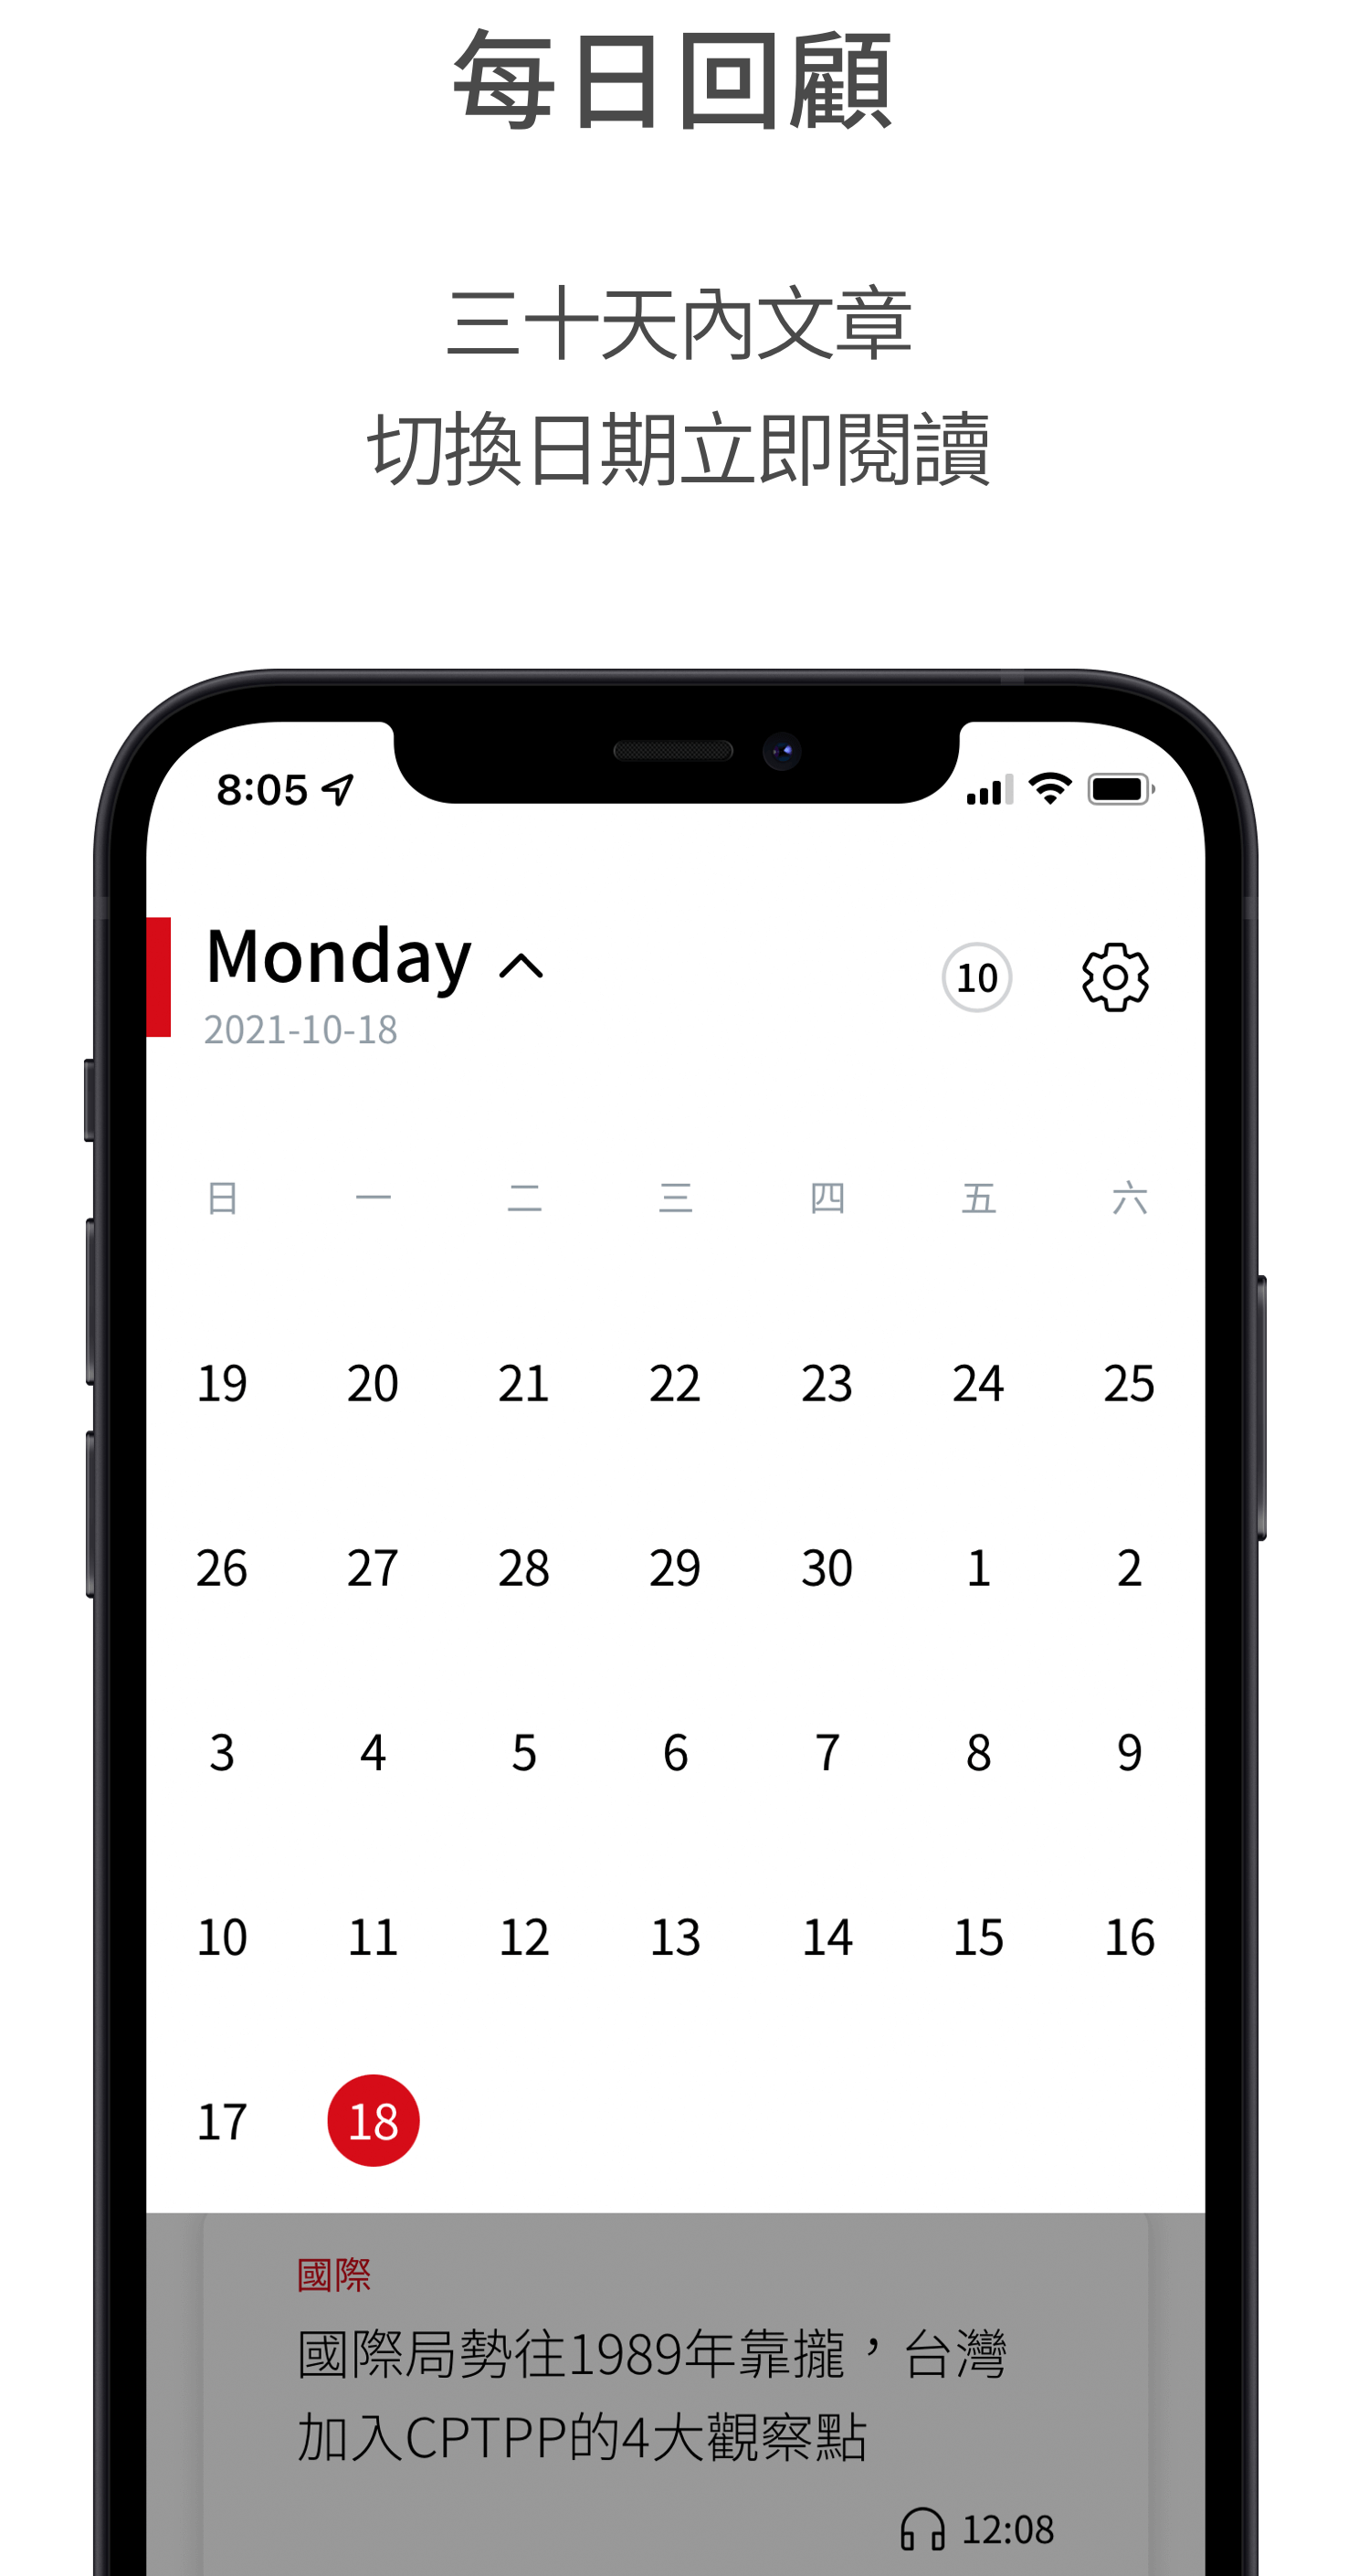 每日回顧
三十天內文章
切換日期立即閱讀
8:05
Monday
10
2021-10-18
日 一 二 三 四 五 六
19 20 21 22 23 24 25
26 27 28 29 30 1 2
3 4 5 6 7 8 9
10 11 12 13 14 15 16
17 18
國際
國際局勢往1989年靠攏，台灣
加入CPTPP的4大觀察點
12:08